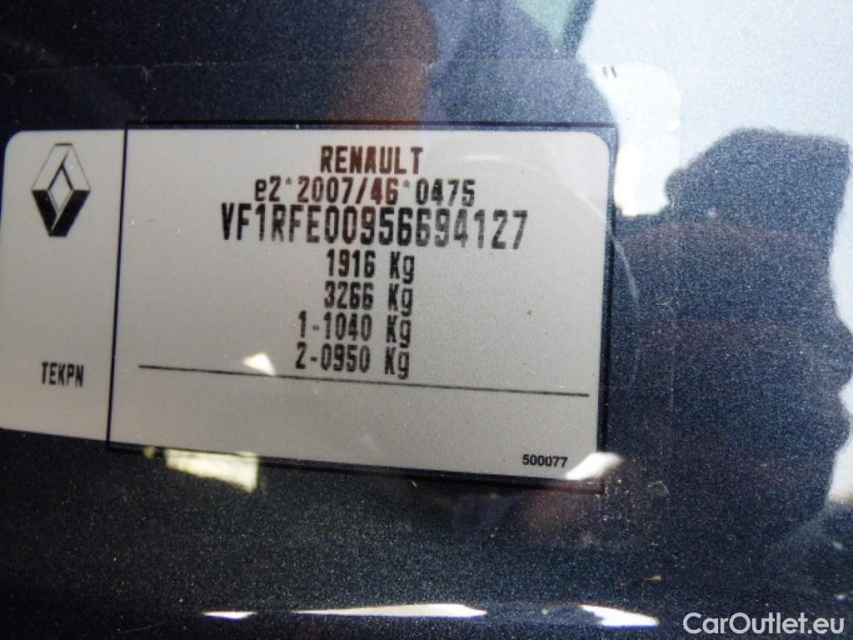 RENAULT
e2*2007/46*0475
VF1RFE00956694127
1916 Kg
3266 Kg
1-1040 Kg
2-0950 Kg
TEKPN
500077
CarOutlet.eu